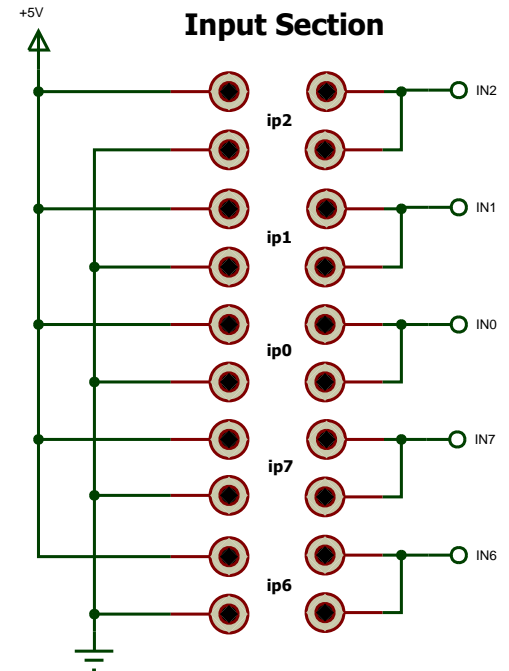 +5V
Input Section
IN2
ip2
IN1
ip1
IN0
ip0
IN7
ip7
IN6
ip6